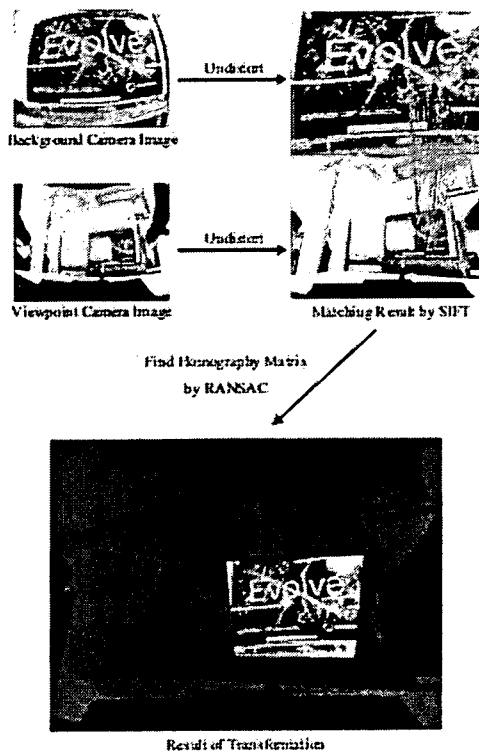 Evolve
Undistort
Evolve
Background Camera Image
Undistort
Viewpoint Camera Image
Matching Result by SIFT
Find Homography Matrix
by RANSAC
Evolve
Result of Transformation